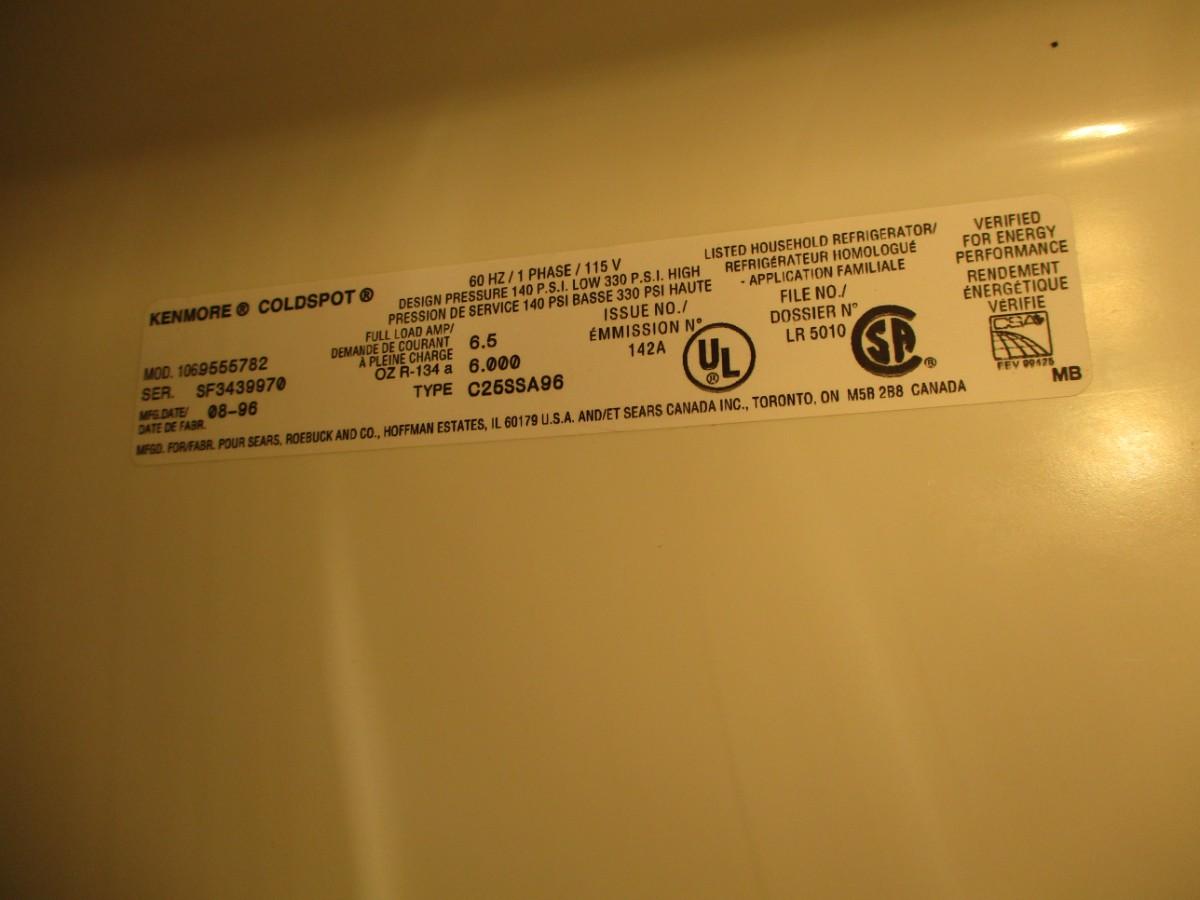 KENMORE ® COLDSPOT ®
MOD. 1069555782
SER. SF3439970
MFG.DATE/ 08-96
DATE DE FABR.
60 HZ / 1 PHASE / 115 V
DESIGN PRESSURE 140 P.S.I. LOW 330 P.S.I. HIGH
PRESSION DE SERVICE 140 PSI BASSE 330 PSI HAUTE
FULL LOAD AMP/
DEMANDE DE COURANT 6.5
À PLEINE CHARGE
OZ R-134 a 6.000
TYPE C25SSA96
ISSUE NO./
ÉMMISSION N°
142A
UL ®
LISTED HOUSEHOLD REFRIGERATOR/
REFRIGÉRATEUR HOMOLOGUÉ
- APPLICATION FAMILIALE
FILE NO./
DOSSIER N°
LR 5010
SA ®
VERIFIED
FOR ENERGY
PERFORMANCE
RENDEMENT
ÉNERGÉTIQUE
VÉRIFIÉ
CSA
EEV 99475
MB
MFGD. FOR/FABR. POUR SEARS, ROEBUCK AND CO., HOFFMAN ESTATES, IL 60179 U.S.A. AND/ET SEARS CANADA INC., TORONTO, ON M5B 2B8 CANADA